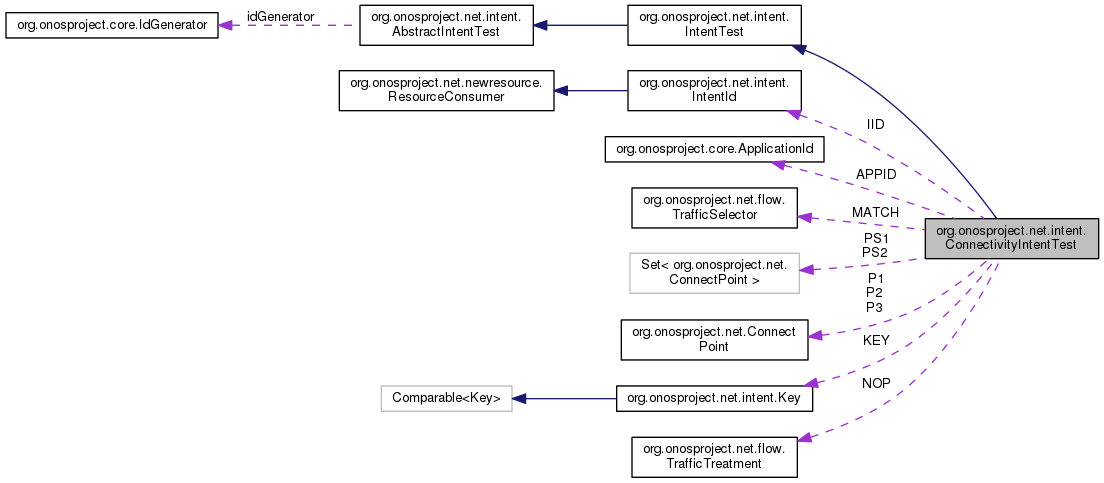 org.onosproject.core.IdGenerator
idGenerator
org.onosproject.net.intent.
AbstractIntentTest
org.onosproject.net.intent.
IntentTest
org.onosproject.net.newresource.
ResourceConsumer
org.onosproject.net.intent.
IntentId
IID
org.onosproject.core.ApplicationId
APPID
org.onosproject.net.flow.
TrafficSelector
MATCH
org.onosproject.net.intent.
ConnectivityIntentTest
Set< org.onosproject.net.
ConnectPoint >
PS1
PS2
org.onosproject.net.Connect
Point
P1
P2
P3
Comparable<Key>
org.onosproject.net.intent.Key
KEY
org.onosproject.net.flow.
TrafficTreatment
NOP